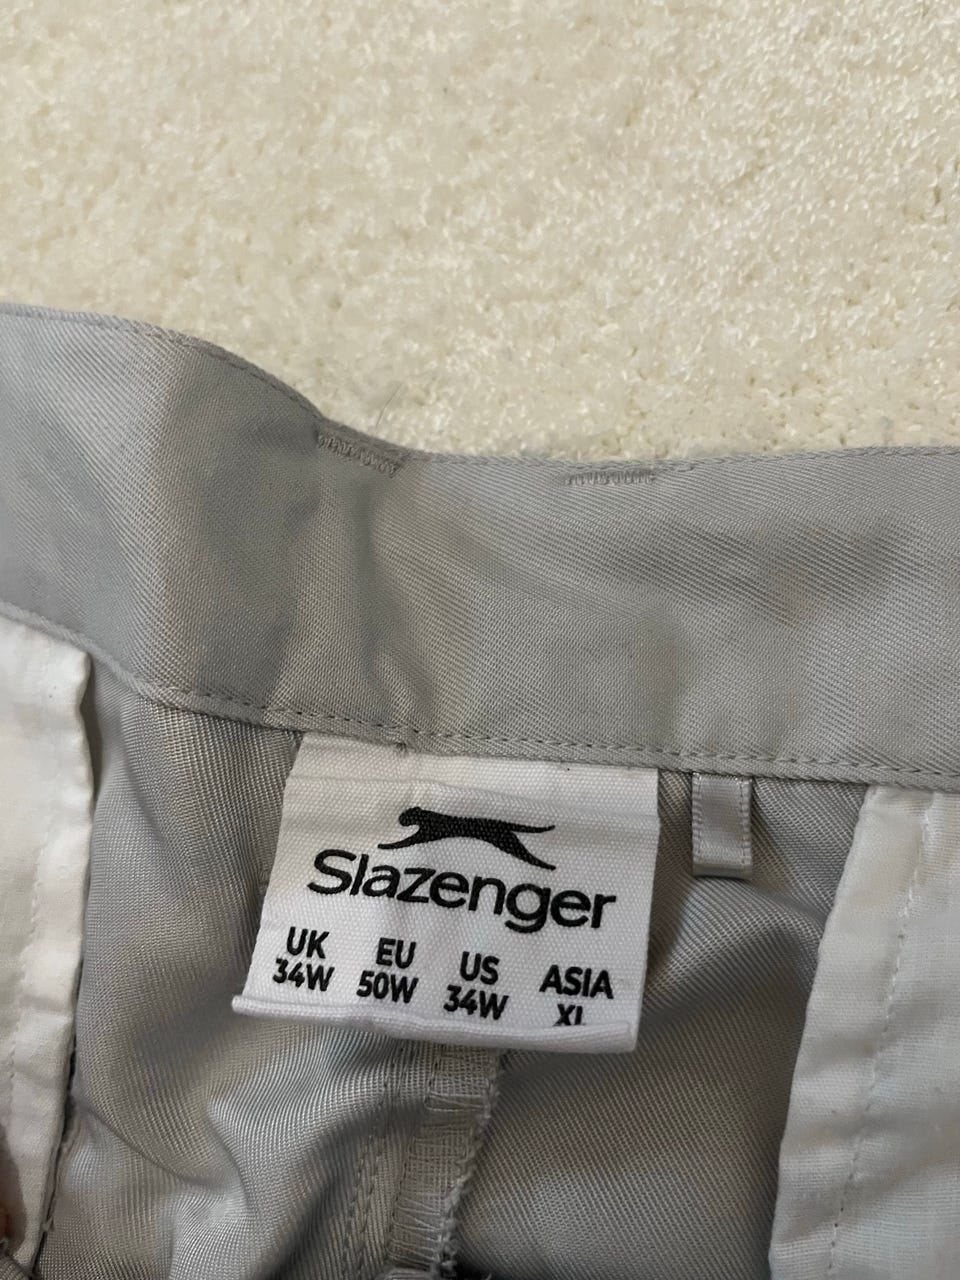 Slazenger
UK EU US ASIA
34W 50W 34W XL